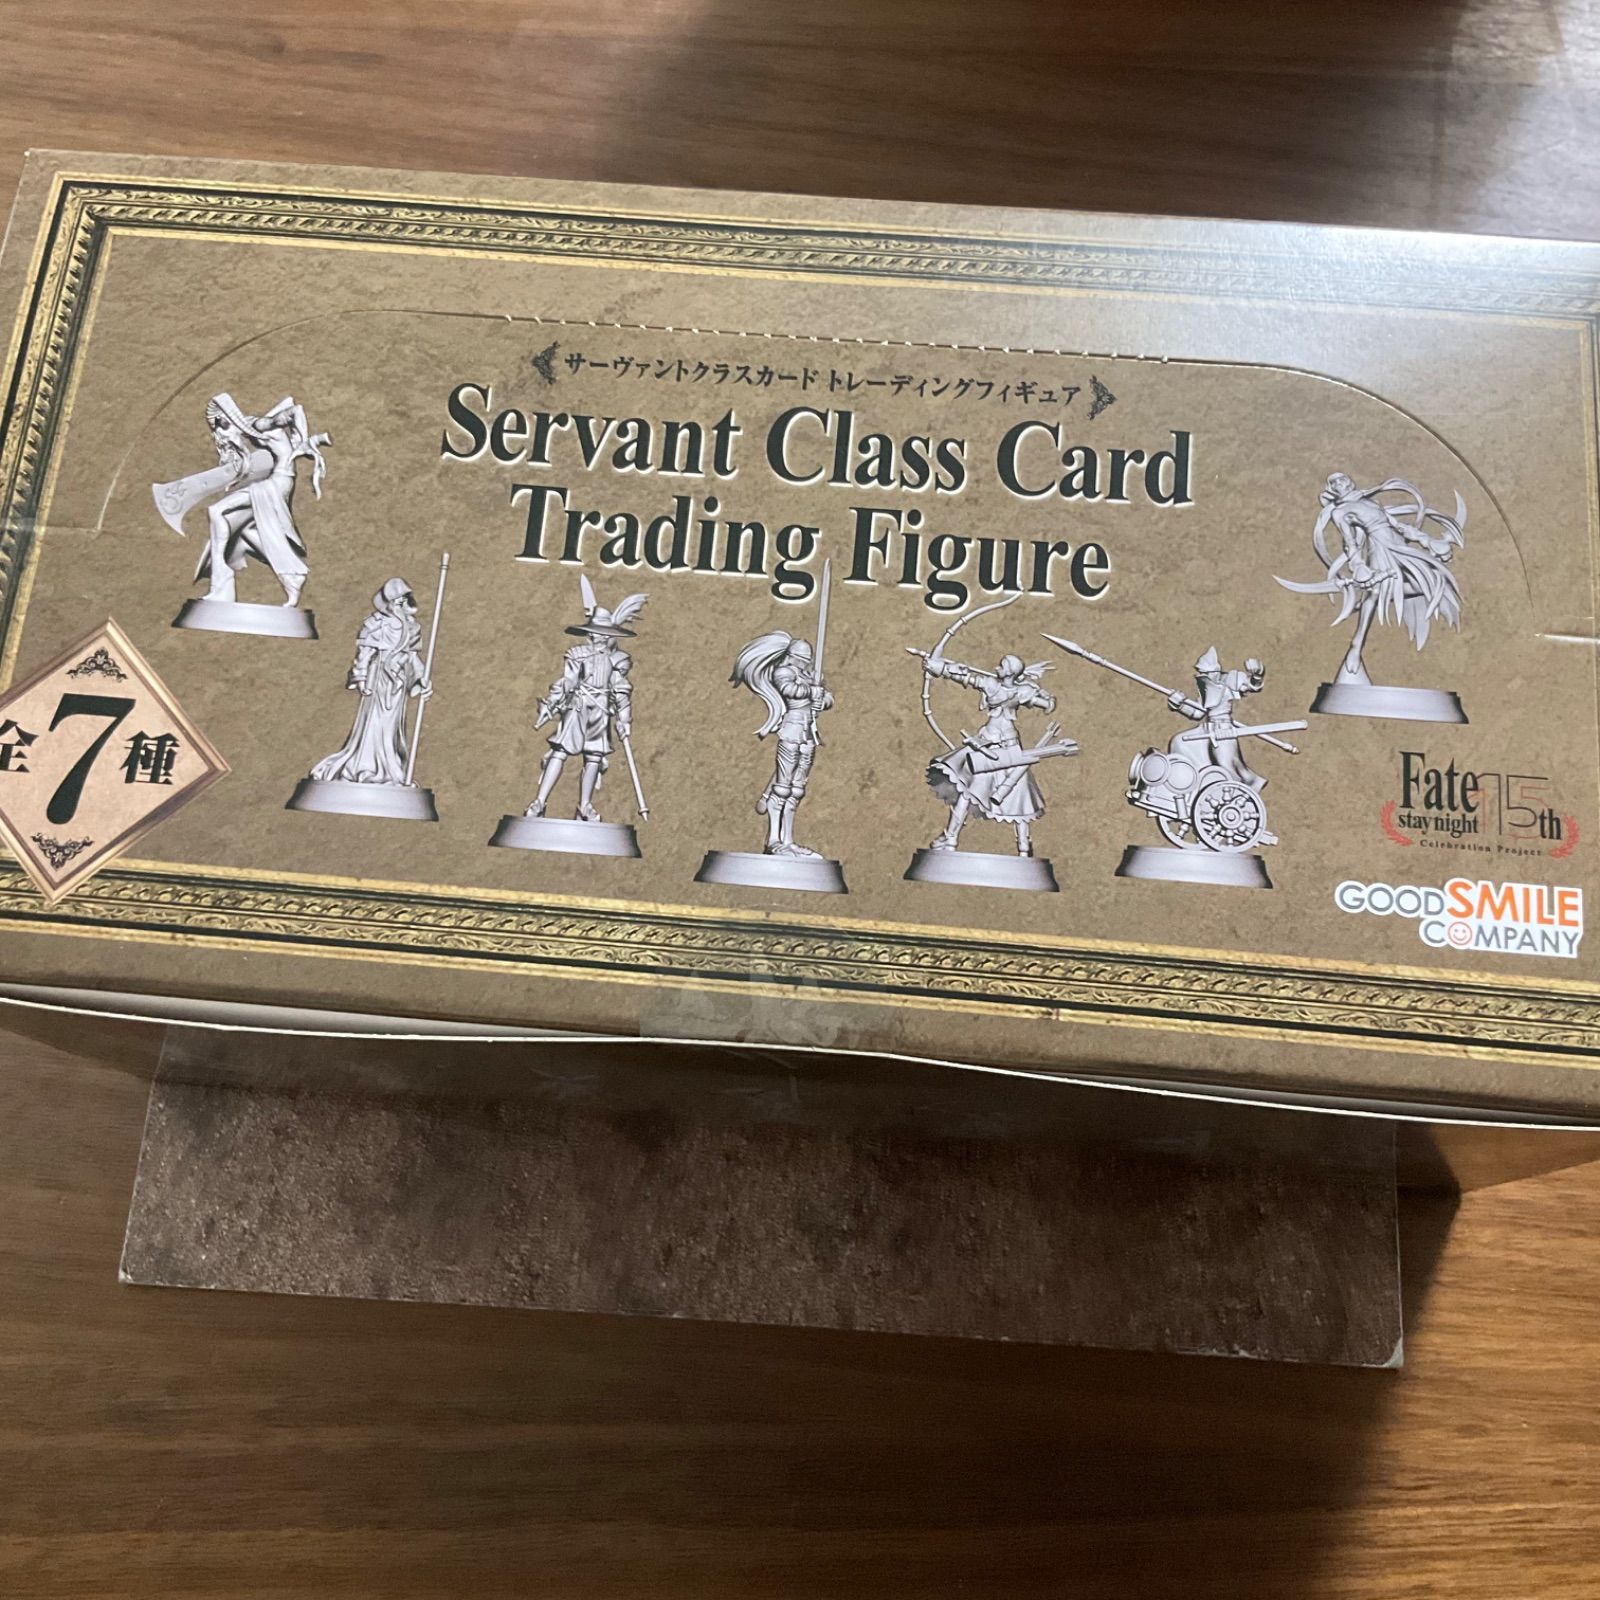 サーヴァントクラスカード トレーディングフィギュア
Servant Class Card
Trading Figure
全7種
Fate
stay night
15th
Celebration Project
GOODSMILE
COMPANY